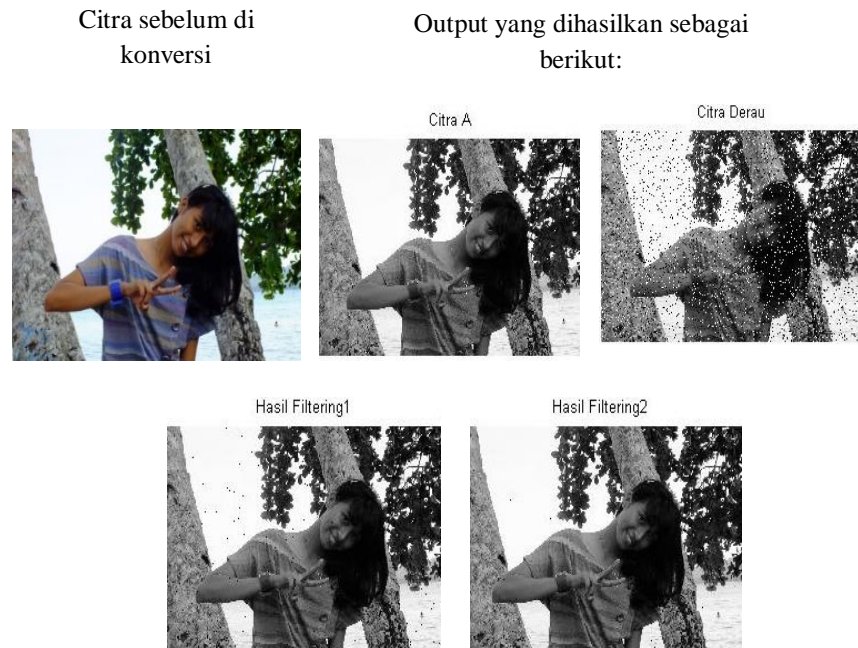 Citra sebelum di
konversi
Output yang dihasilkan sebagai
berikut:
Citra A
Citra Derau
Hasil Filtering1
Hasil Filtering2